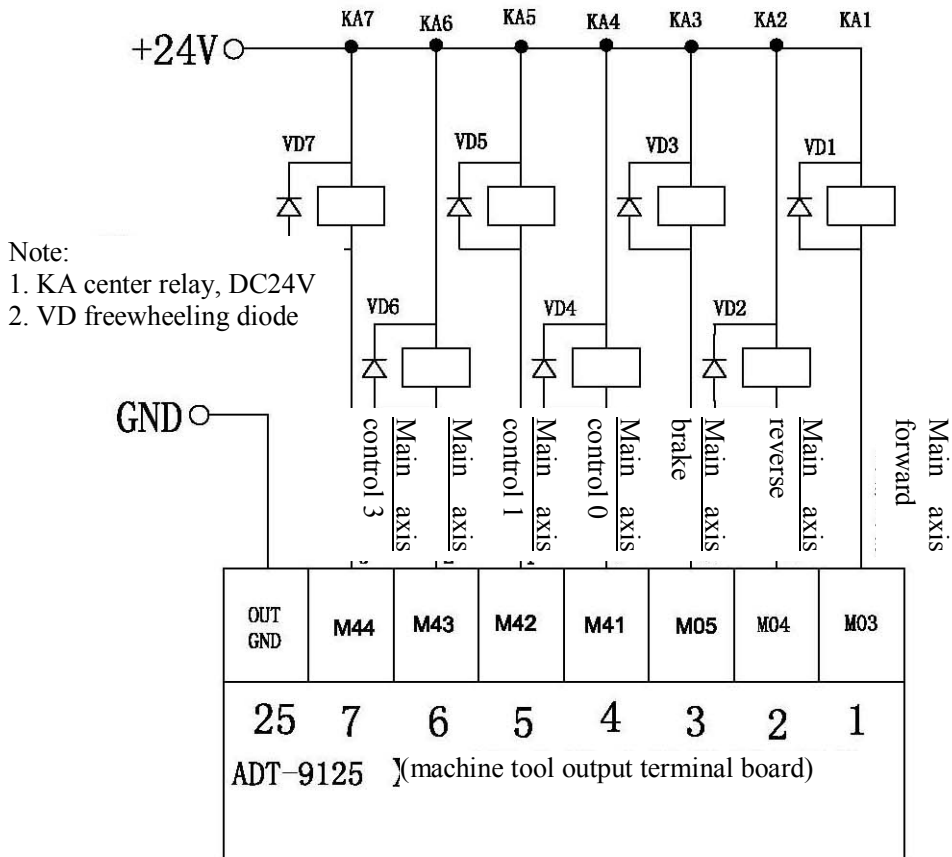 KA7 KA6 KA5 KA4 KA3 KA2 KA1
+24V
VD7 VD5 VD3 VD1
Note:
1. KA center relay, DC24V
2. VD freewheeling diode
VD6 VD4 VD2
GND
Main axis
control 3
Main axis
Main axis
control 1
Main axis
control 0
Main axis
brake
Main axis
reverse
Main axis
forward
OUT
GND
M44 M43 M42 M41 M05 M04 M03
25 7 6 5 4 3 2 1
ADT-9125 (machine tool output terminal board)